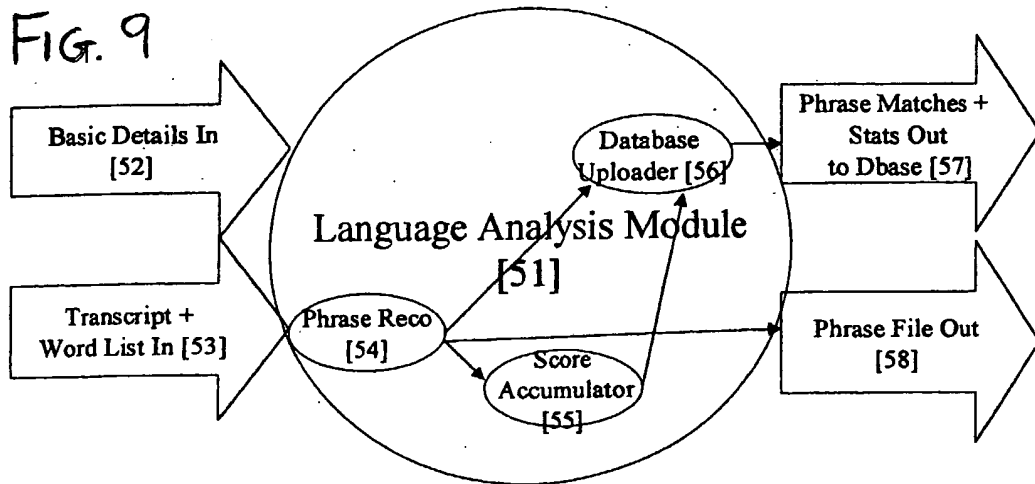 FIG. 9
Basic Details In
[52]
Transcript +
Word List In [53]
Language Analysis Module
[51]
Phrase Reco
[54]
Score
Accumulator
[55]
Database
Uploader [56]
Phrase Matches +
Stats Out
to Dbase [57]
Phrase File Out
[58]